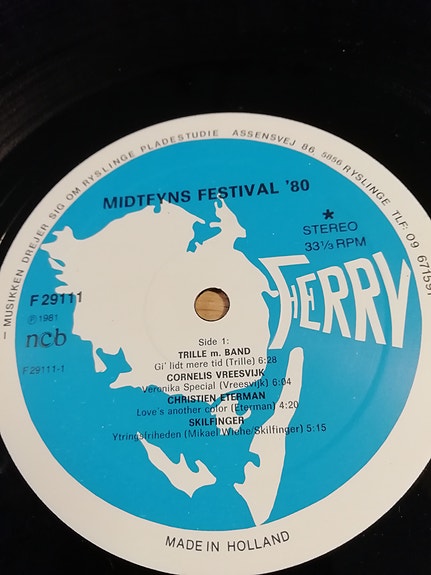 — MUSIKKEN DREJER SIG OM RYSLINGE PLADESTUDIE ASSENSVEJ 86, 5856 RYSLINGE TLF: 09 671591
MIDTFYNS FESTIVAL '80
*
STEREO
33⅓ RPM
FHERRY
F 29111
℗ 1981
ncb
F 29111-1
Side 1:
TRILLE m. BAND
Gi' lidt mere tid (Trille) 6:28
CORNELIS VREESVIJK
Veronika Special (Vreesvijk) 6:04
CHRISTIEN ETERMAN
Love's another color (Eterman) 4:20
SKILFINGER
Ytringsfriheden (Mikael Wiehe/Skilfinger) 5:15
MADE IN HOLLAND